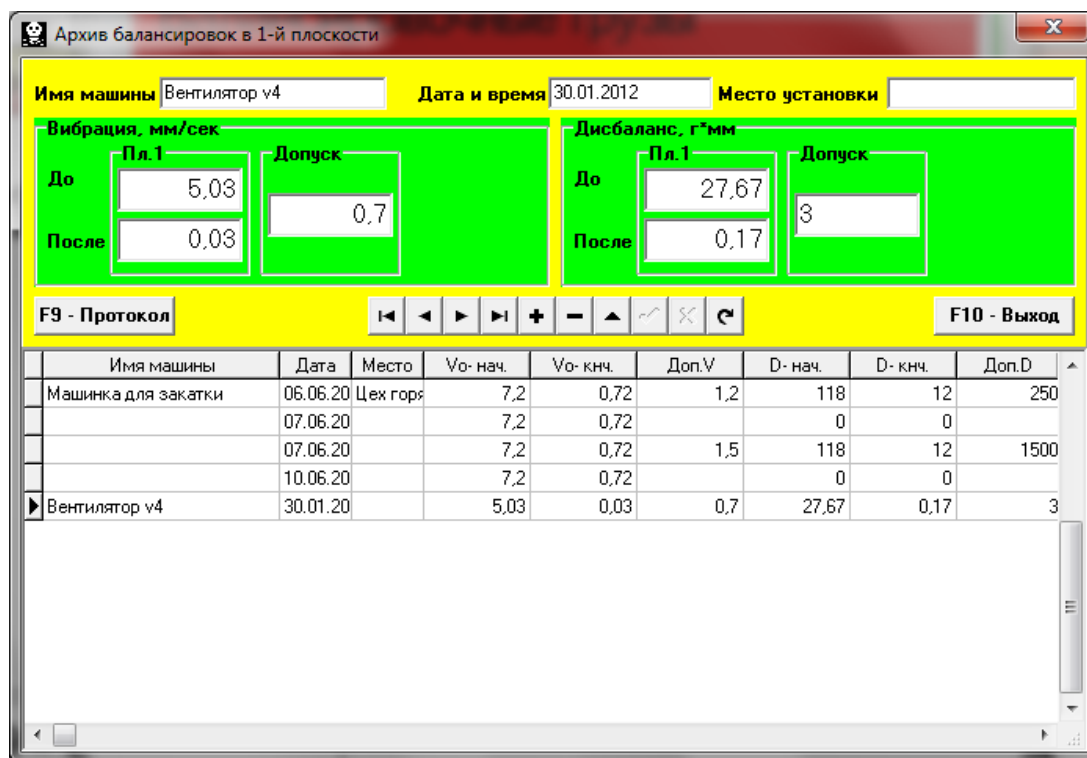 Архив балансировок в 1-й плоскости
Имя машины Вентилятор v4 Дата и время 30.01.2012 Место установки
Вибрация, мм/сек Дисбаланс, г*мм
Пл.1 Допуск Пл.1 Допуск
До 5,03 0,7 До 27,67 3
После 0,03 После 0,17
F9 - Протокол F10 - Выход
Имя машины Дата Место Vo- нач. Vo- кнч. Доп.V D- нач. D- кнч. Доп.D
Машинка для закатки 06.06.20 Цех горя 7,2 0,72 1,2 118 12 250
07.06.20 7,2 0,72 0 0
07.06.20 7,2 0,72 1,5 118 12 1500
10.06.20 7,2 0,72 0 0
Вентилятор v4 30.01.20 5,03 0,03 0,7 27,67 0,17 3